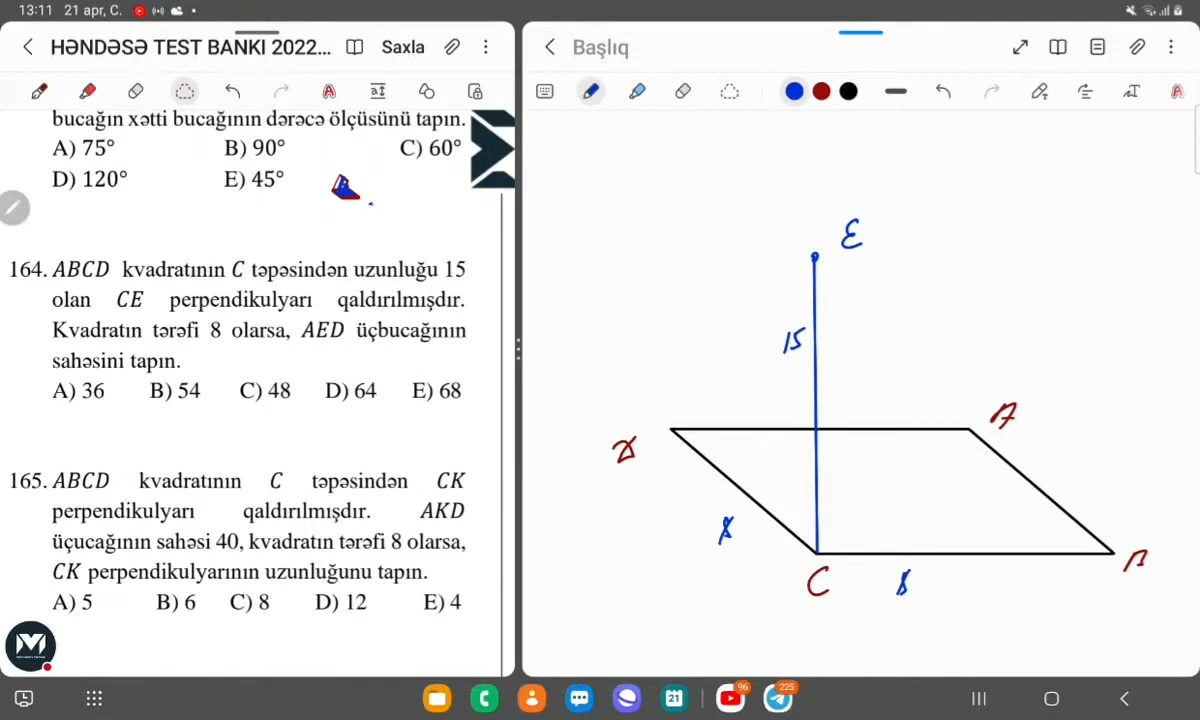 13:11 21 apr, C.
HƏNDƏSƏ TEST BANKI 2022... Saxla
bucağın xətti bucağının dərəcə ölçüsünü tapın.
A) 75° B) 90° C) 60°
D) 120° E) 45°
164. ABCD kvadratının C təpəsindən uzunluğu 15
olan CE perpendikulyarı qaldırılmışdır.
Kvadratın tərəfi 8 olarsa, AED üçbucağının
sahəsini tapın.
A) 36 B) 54 C) 48 D) 64 E) 68
165. ABCD kvadratının C təpəsindən CK
perpendikulyarı qaldırılmışdır. AKD
üçucağının sahəsi 40, kvadratın tərəfi 8 olarsa,
CK perpendikulyarının uzunluğunu tapın.
A) 5 B) 6 C) 8 D) 12 E) 4
Başlıq
E
15
A
D
8
C
8
B
21
96
225